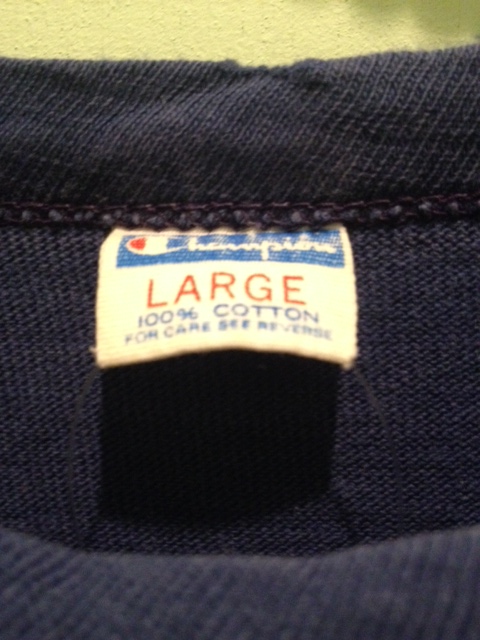 Champion
LARGE
100% COTTON
FOR CARE SEE REVERSE